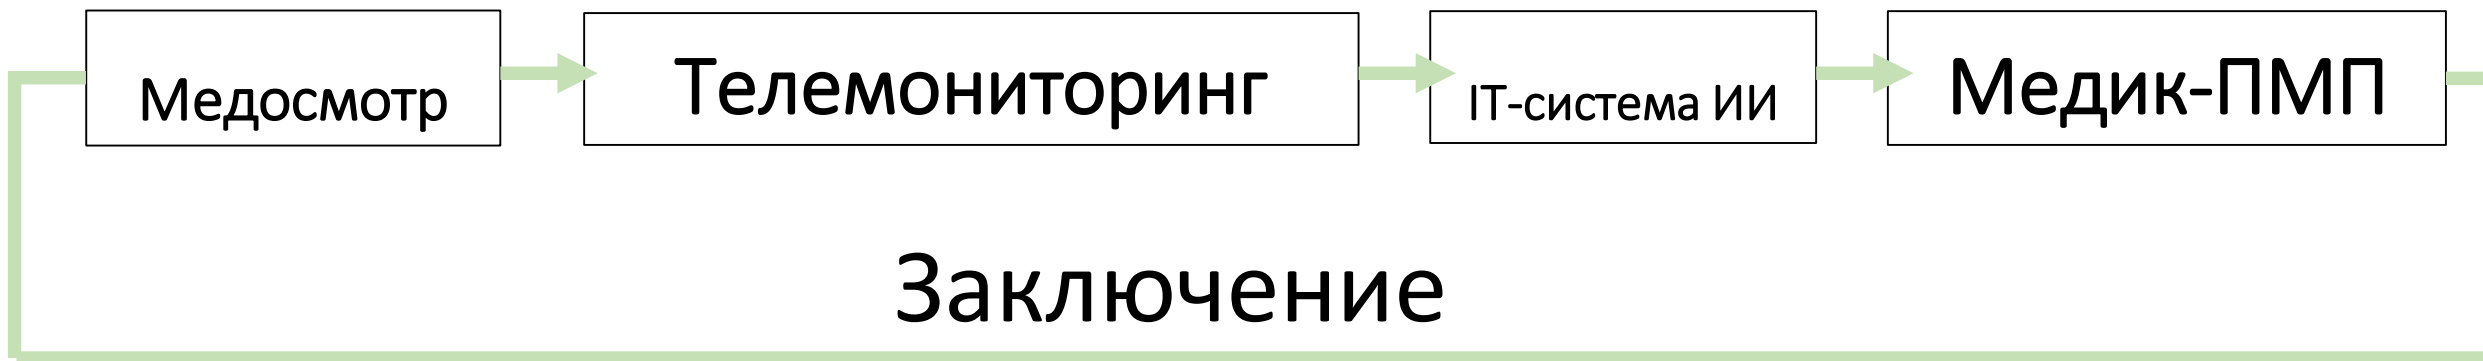 Медосмотр
Телемониторинг
IT-система ИИ
Медик-ПМП
Заключение